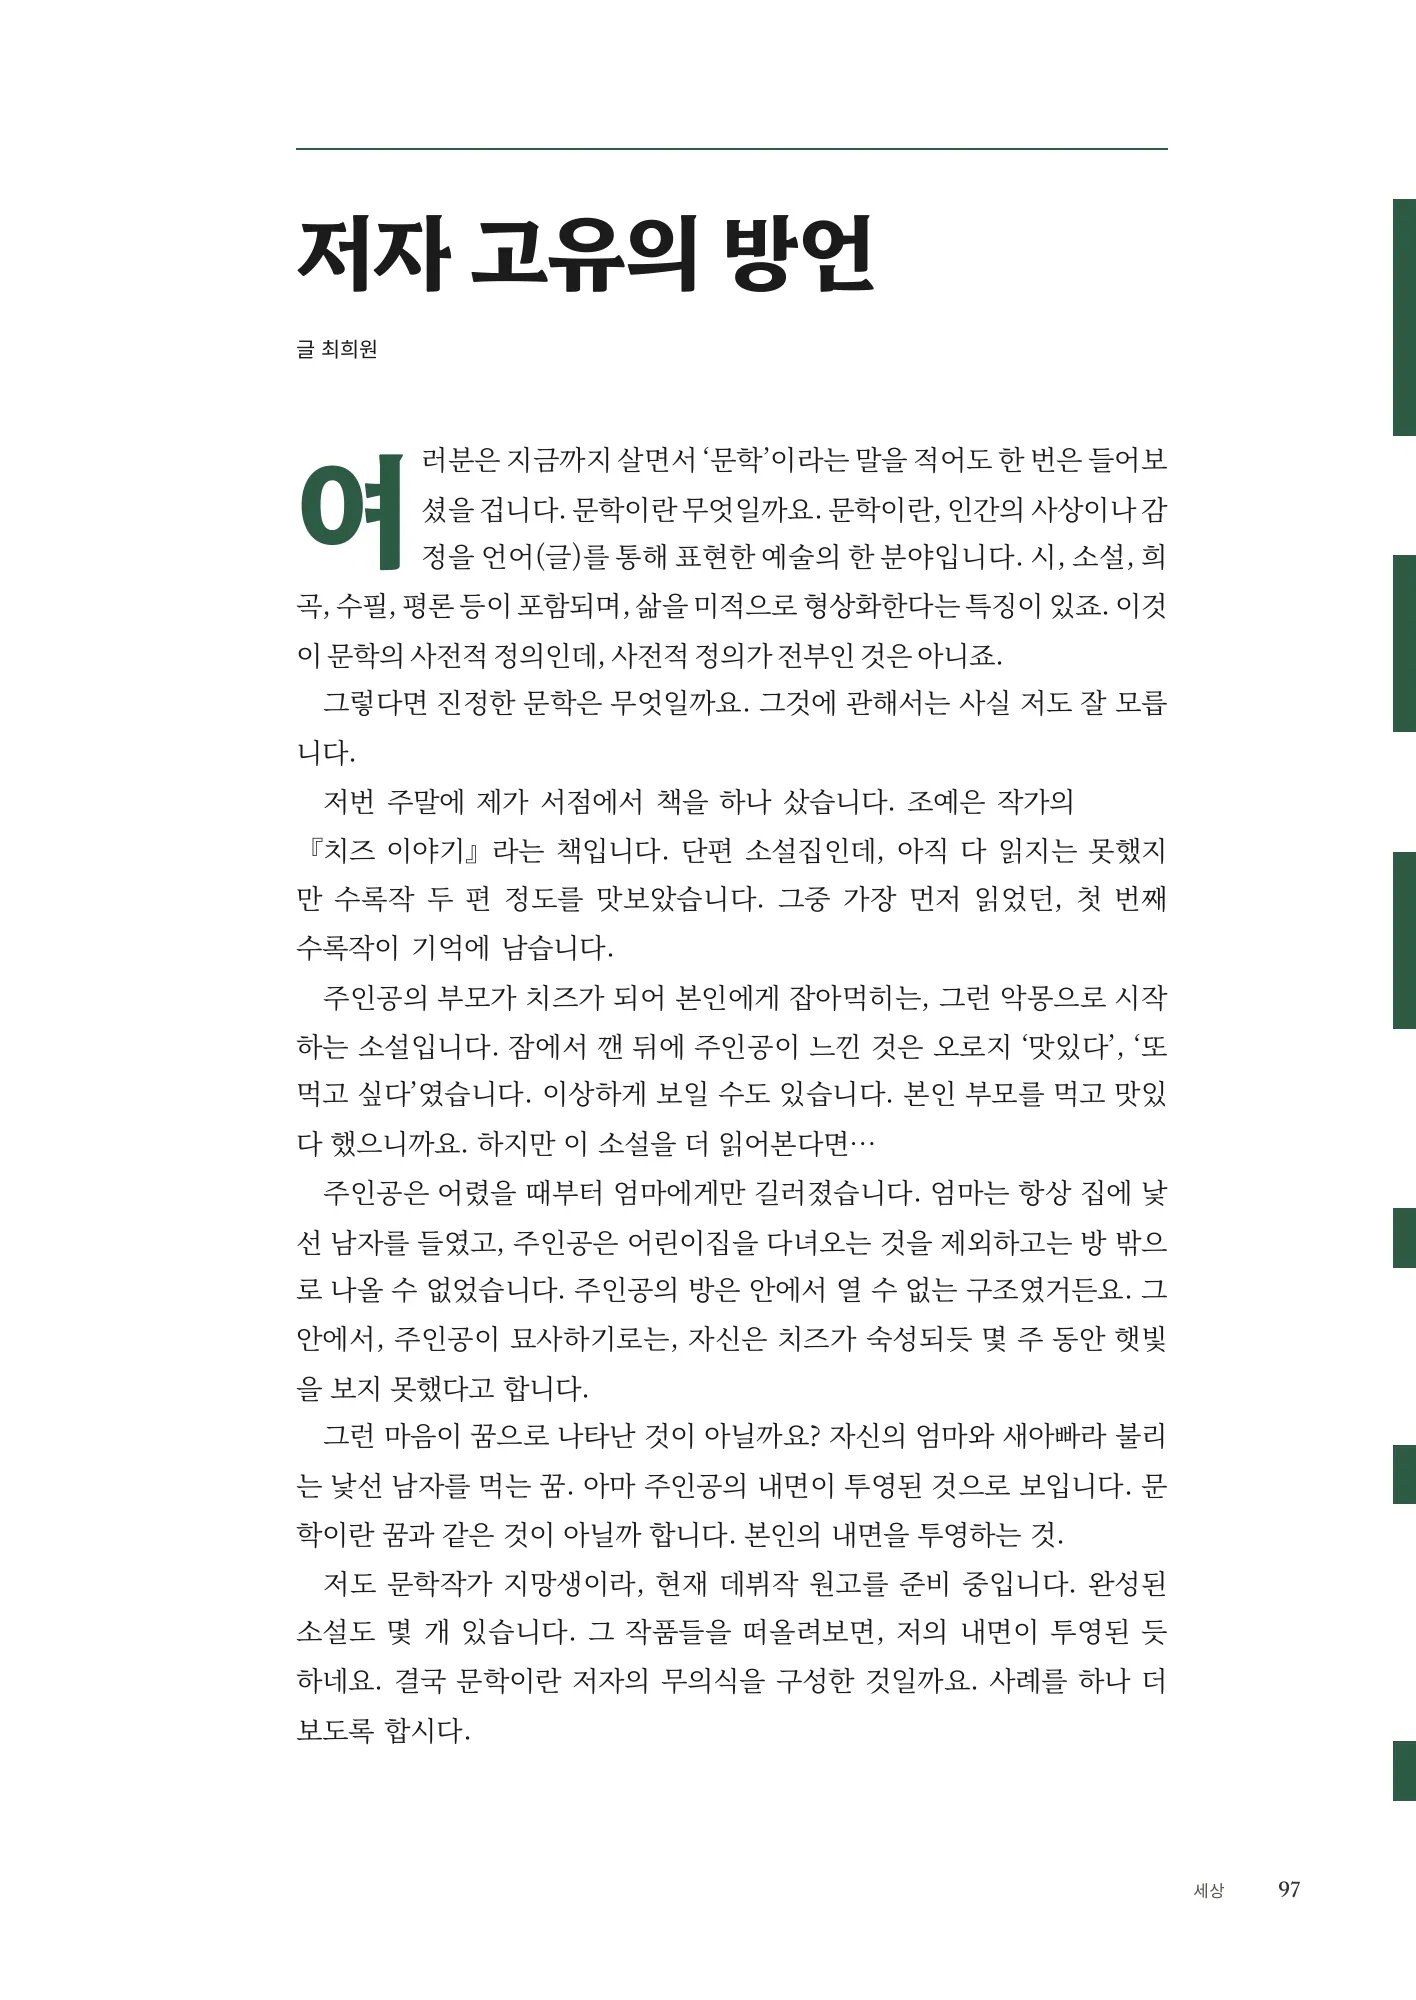 저자 고유의 방언
글 최희원
여러분은 지금까지 살면서 ‘문학’이라는 말을 적어도 한 번은 들어보
셨을 겁니다. 문학이란 무엇일까요. 문학이란, 인간의 사상이나 감
정을 언어(글)를 통해 표현한 예술의 한 분야입니다. 시, 소설, 희
곡, 수필, 평론 등이 포함되며, 삶을 미적으로 형상화한다는 특징이 있죠. 이것
이 문학의 사전적 정의인데, 사전적 정의가 전부인 것은 아니죠.
그렇다면 진정한 문학은 무엇일까요. 그것에 관해서는 사실 저도 잘 모릅
니다.
저번 주말에 제가 서점에서 책을 하나 샀습니다. 조예은 작가의
『치즈 이야기』라는 책입니다. 단편 소설집인데, 아직 다 읽지는 못했지
만 수록작 두 편 정도를 맛보았습니다. 그중 가장 먼저 읽었던, 첫 번째
수록작이 기억에 남습니다.
주인공의 부모가 치즈가 되어 본인에게 잡아먹히는, 그런 악몽으로 시작
하는 소설입니다. 잠에서 깬 뒤에 주인공이 느낀 것은 오로지 ‘맛있다’, ‘또
먹고 싶다’였습니다. 이상하게 보일 수도 있습니다. 본인 부모를 먹고 맛있
다 했으니까요. 하지만 이 소설을 더 읽어본다면…
주인공은 어렸을 때부터 엄마에게만 길러졌습니다. 엄마는 항상 집에 낯
선 남자를 들였고, 주인공은 어린이집을 다녀오는 것을 제외하고는 방 밖으
로 나올 수 없었습니다. 주인공의 방은 안에서 열 수 없는 구조였거든요. 그
안에서, 주인공이 묘사하기로는, 자신은 치즈가 숙성되듯 몇 주 동안 햇빛
을 보지 못했다고 합니다.
그런 마음이 꿈으로 나타난 것이 아닐까요? 자신의 엄마와 새아빠라 불리
는 낯선 남자를 먹는 꿈. 아마 주인공의 내면이 투영된 것으로 보입니다. 문
학이란 꿈과 같은 것이 아닐까 합니다. 본인의 내면을 투영하는 것.
저도 문학작가 지망생이라, 현재 데뷔작 원고를 준비 중입니다. 완성된
소설도 몇 개 있습니다. 그 작품들을 떠올려보면, 저의 내면이 투영된 듯
하네요. 결국 문학이란 저자의 무의식을 구성한 것일까요. 사례를 하나 더
보도록 합시다.
세상 97